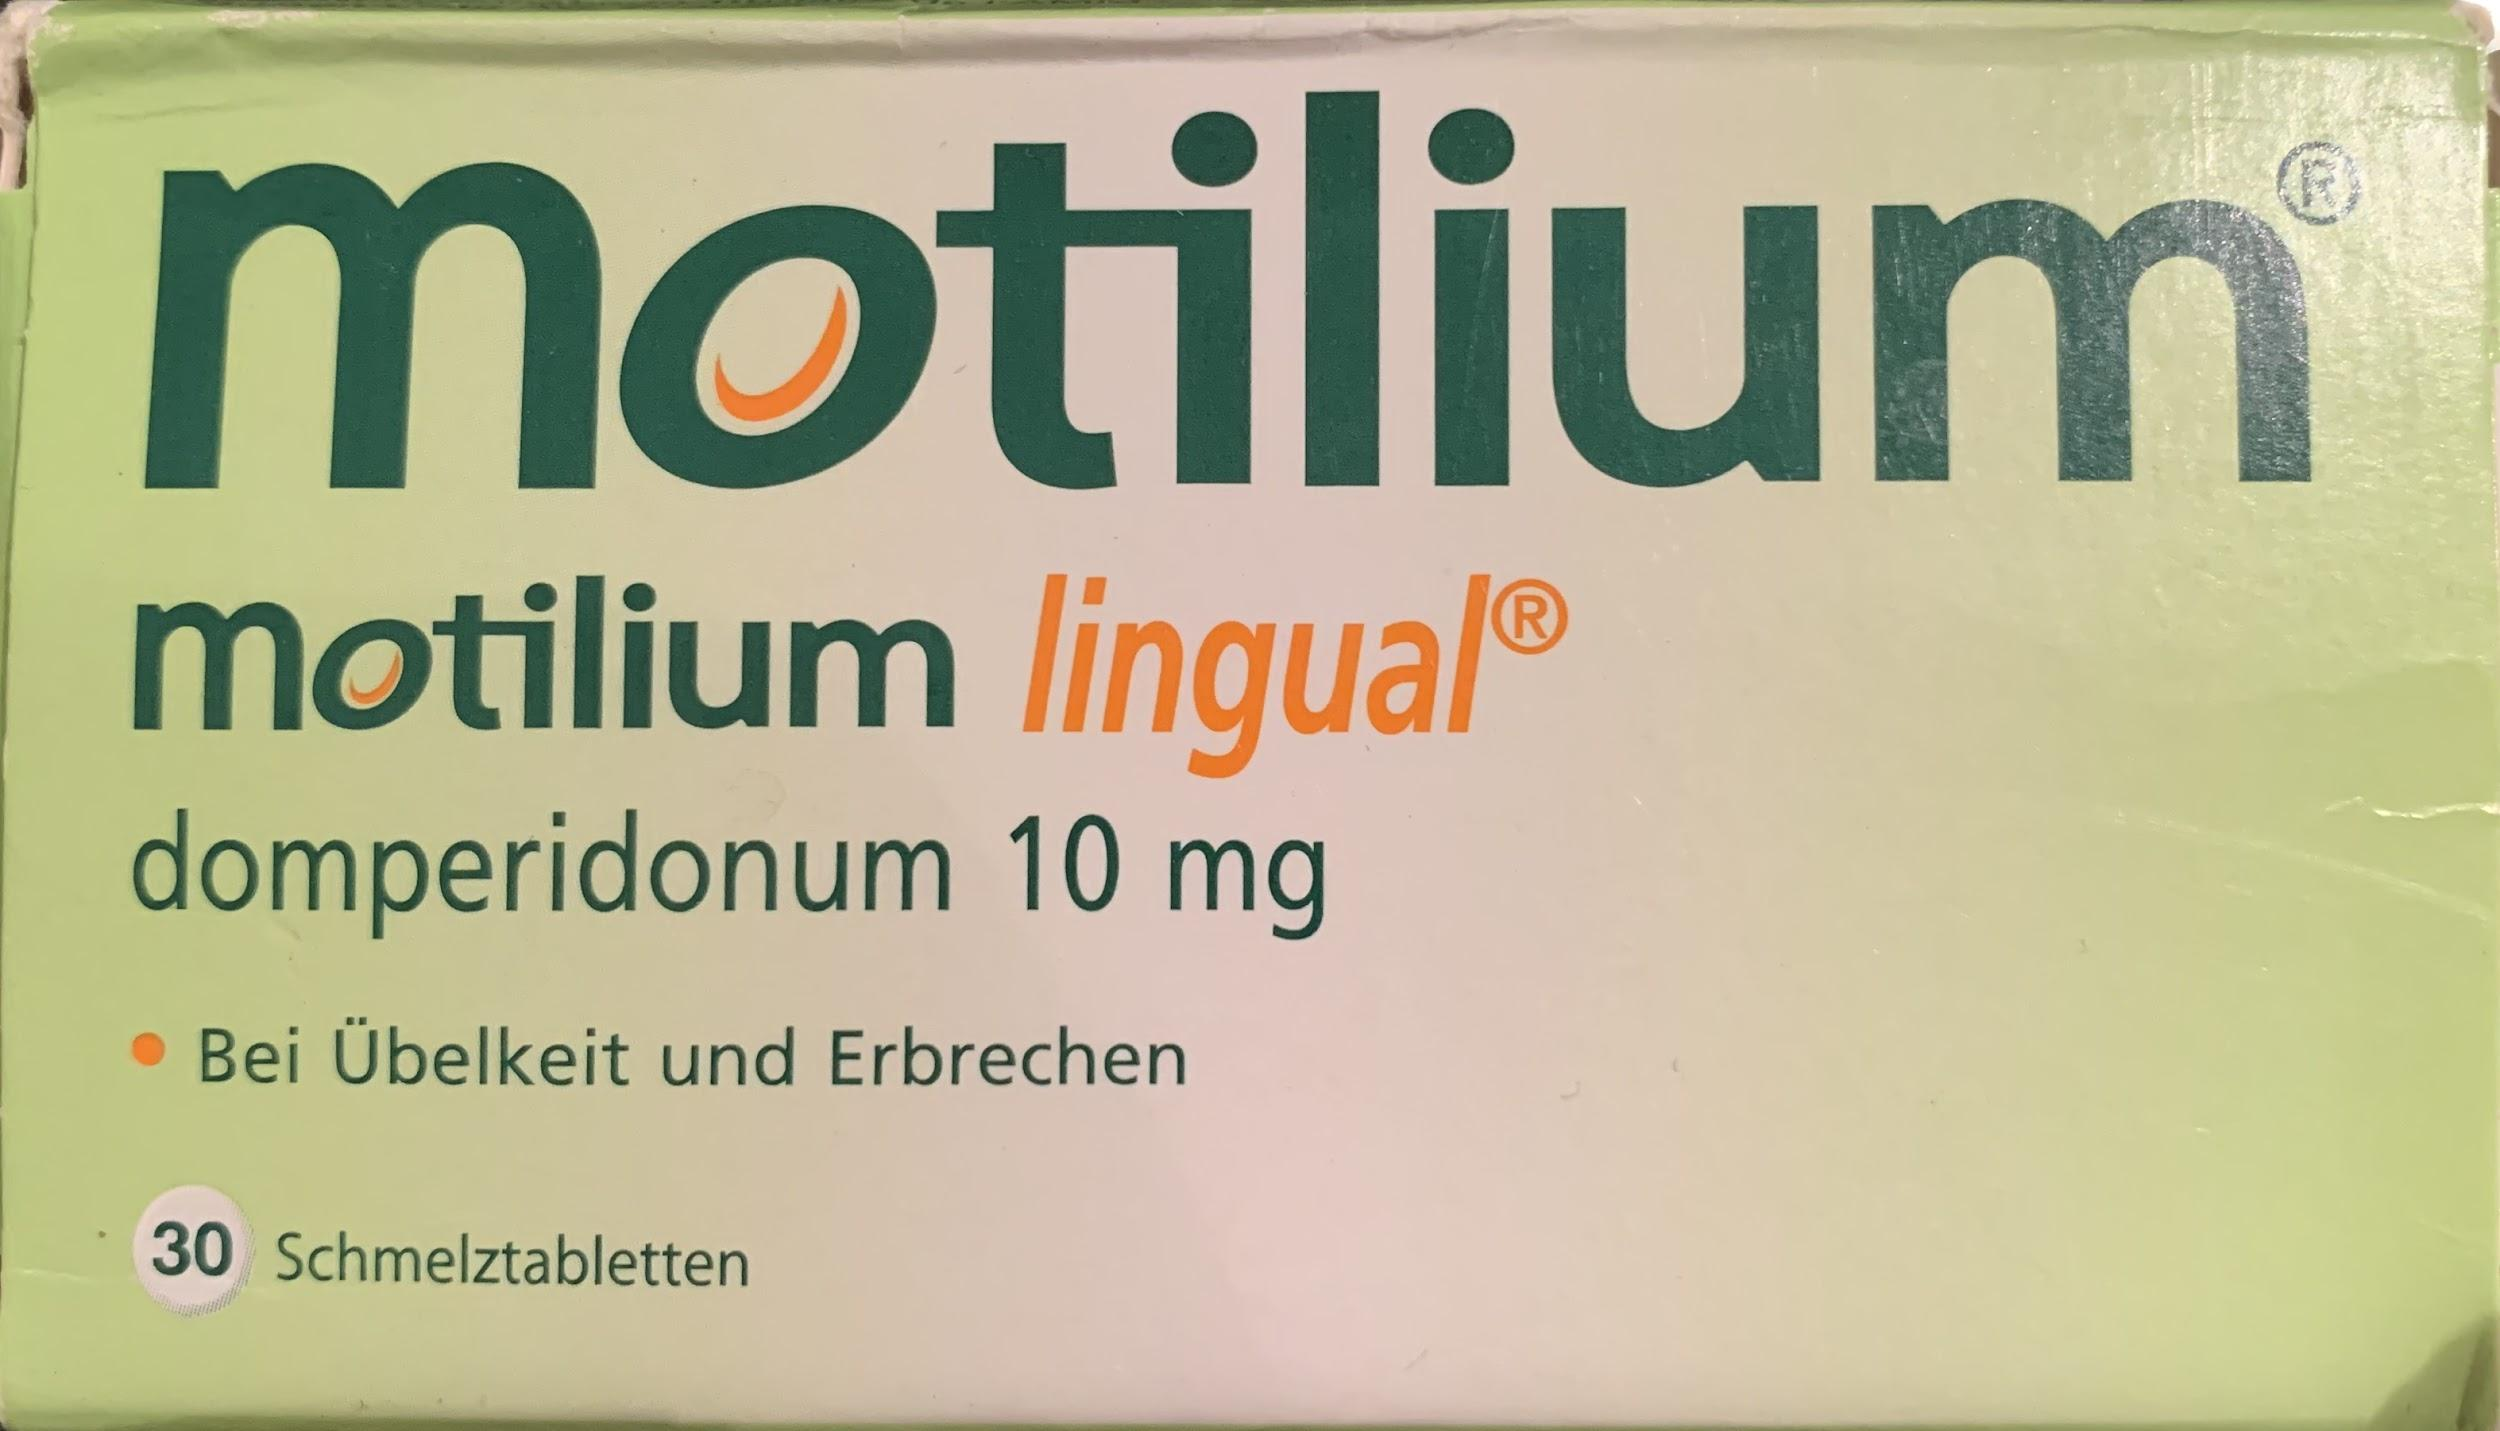 motilium®
motilium lingual®
domperidonum 10 mg
• Bei Übelkeit und Erbrechen
30 Schmelztabletten